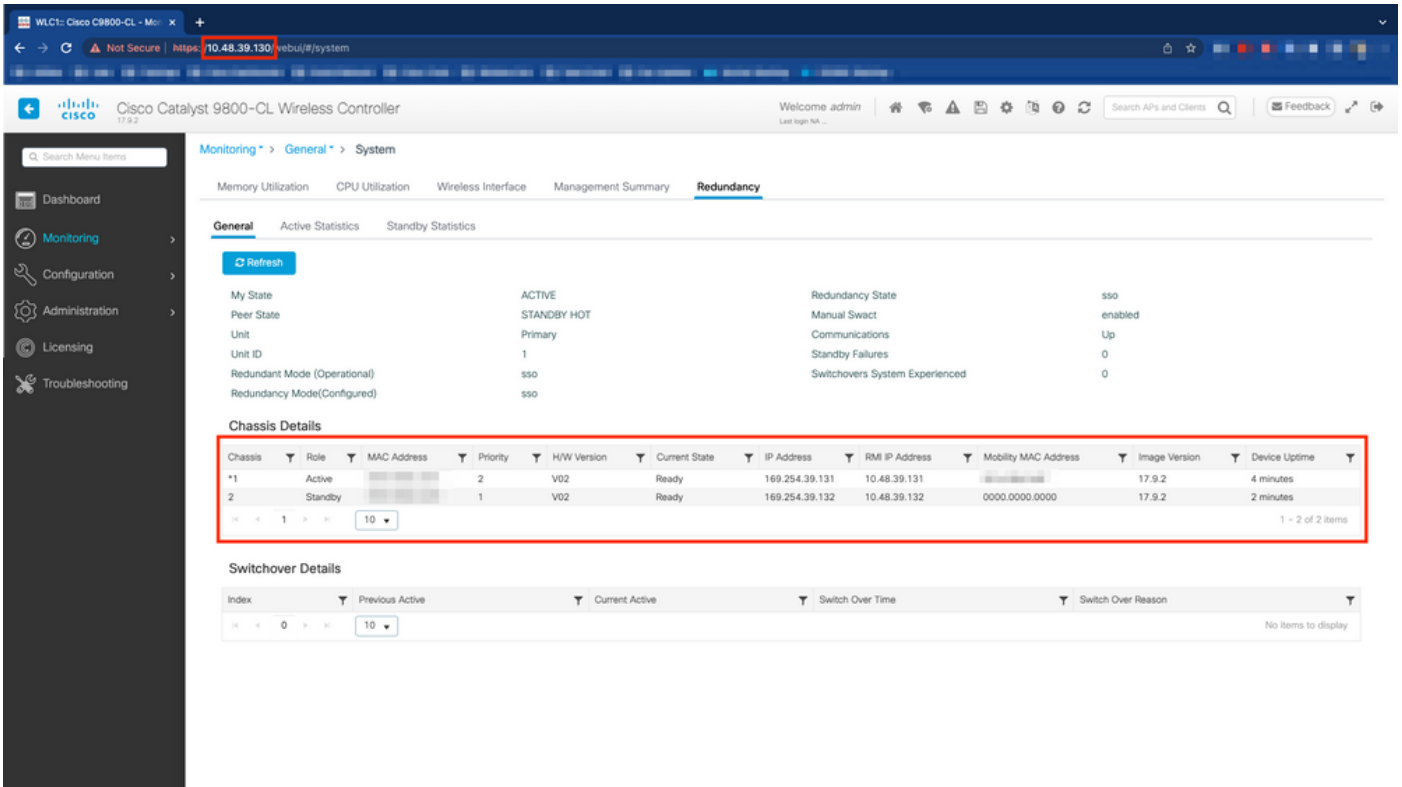 WLC1:: Cisco C9800-CL - Mon
Not Secure https://10.48.39.130/webui/#/system
CISCO Cisco Catalyst 9800-CL Wireless Controller
17.9.2
Welcome admin
Last login NA ...
Search APs and Clients
Feedback
Search Menu Items
Dashboard
Monitoring
Configuration
Administration
Licensing
Troubleshooting
Monitoring > General > System
Memory Utilization CPU Utilization Wireless Interface Management Summary Redundancy
General Active Statistics Standby Statistics
Refresh
My State ACTIVE Redundancy State sso
Peer State STANDBY HOT Manual Swact enabled
Unit Primary Communications Up
Unit ID 1 Standby Failures 0
Redundant Mode (Operational) sso Switchovers System Experienced 0
Redundancy Mode(Configured) sso
Chassis Details
Chassis Role MAC Address Priority H/W Version Current State IP Address RMI IP Address Mobility MAC Address Image Version Device Uptime
*1 Active 2 V02 Ready 169.254.39.131 10.48.39.131 17.9.2 4 minutes
2 Standby 1 V02 Ready 169.254.39.132 10.48.39.132 0000.0000.0000 17.9.2 2 minutes
1 10 1 - 2 of 2 items
Switchover Details
Index Previous Active Current Active Switch Over Time Switch Over Reason
0 10 No items to display